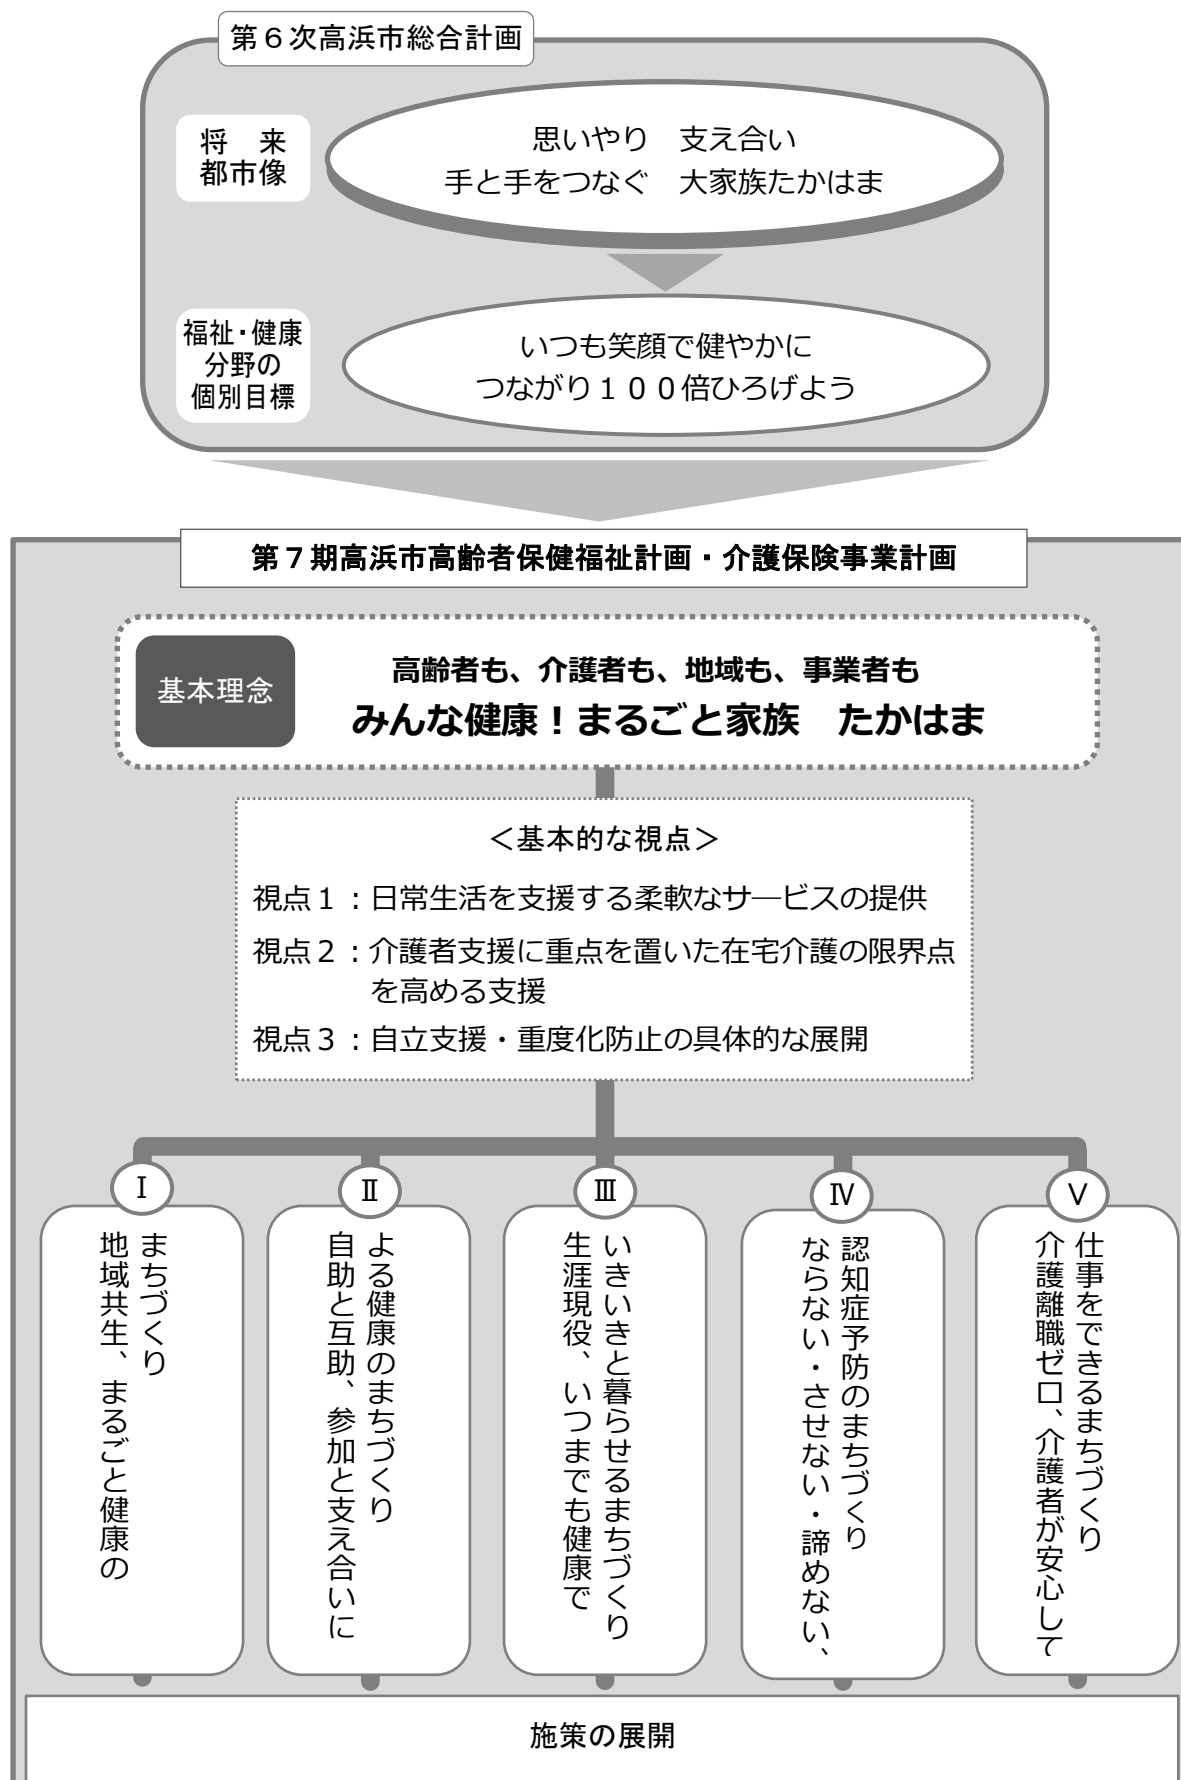 第６次高浜市総合計画
将　来
都市像
思いやり　支え合い
手と手をつなぐ　大家族たかはま
福祉・健康
分野の
個別目標
いつも笑顔で健やかに
つながり１００倍ひろげよう
第７期高浜市高齢者保健福祉計画・介護保険事業計画
基本理念
高齢者も、介護者も、地域も、事業者も
みんな健康！まるごと家族　たかはま
＜基本的な視点＞
視点１：日常生活を支援する柔軟なサ―ビスの提供
視点２：介護者支援に重点を置いた在宅介護の限界点
を高める支援
視点３：自立支援・重度化防止の具体的な展開
Ⅰ
地域共生、まるごと健康の
まちづくり
Ⅱ
自助と互助、参加と支え合いに
よる健康のまちづくり
Ⅲ
生涯現役、いつまでも健康で
いきいきと暮らせるまちづくり
Ⅳ
ならない・させない・諦めない、
認知症予防のまちづくり
Ⅴ
介護離職ゼロ、介護者が安心して
仕事をできるまちづくり
施策の展開